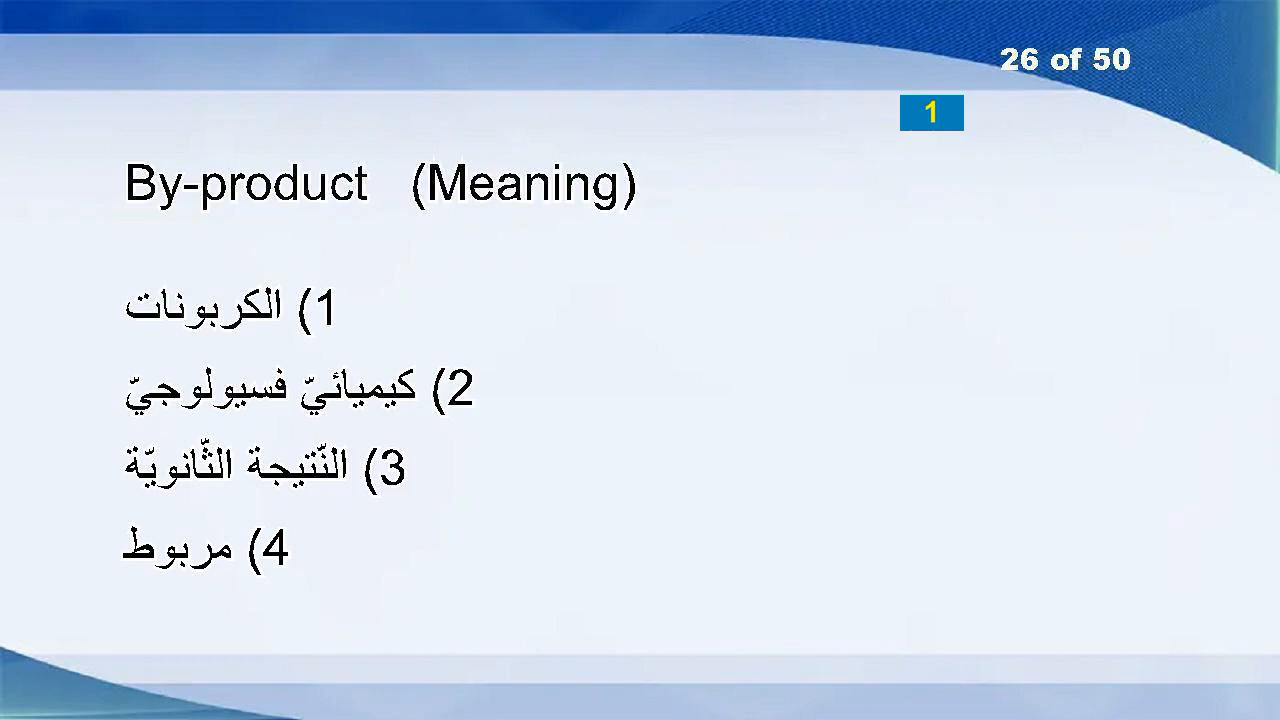 26 of 50
1
By-product (Meaning)
1) الكربونات
2) كيميائيّ فسيولوجيّ
3) النّتيجة الثّانويّة
4) مربوط